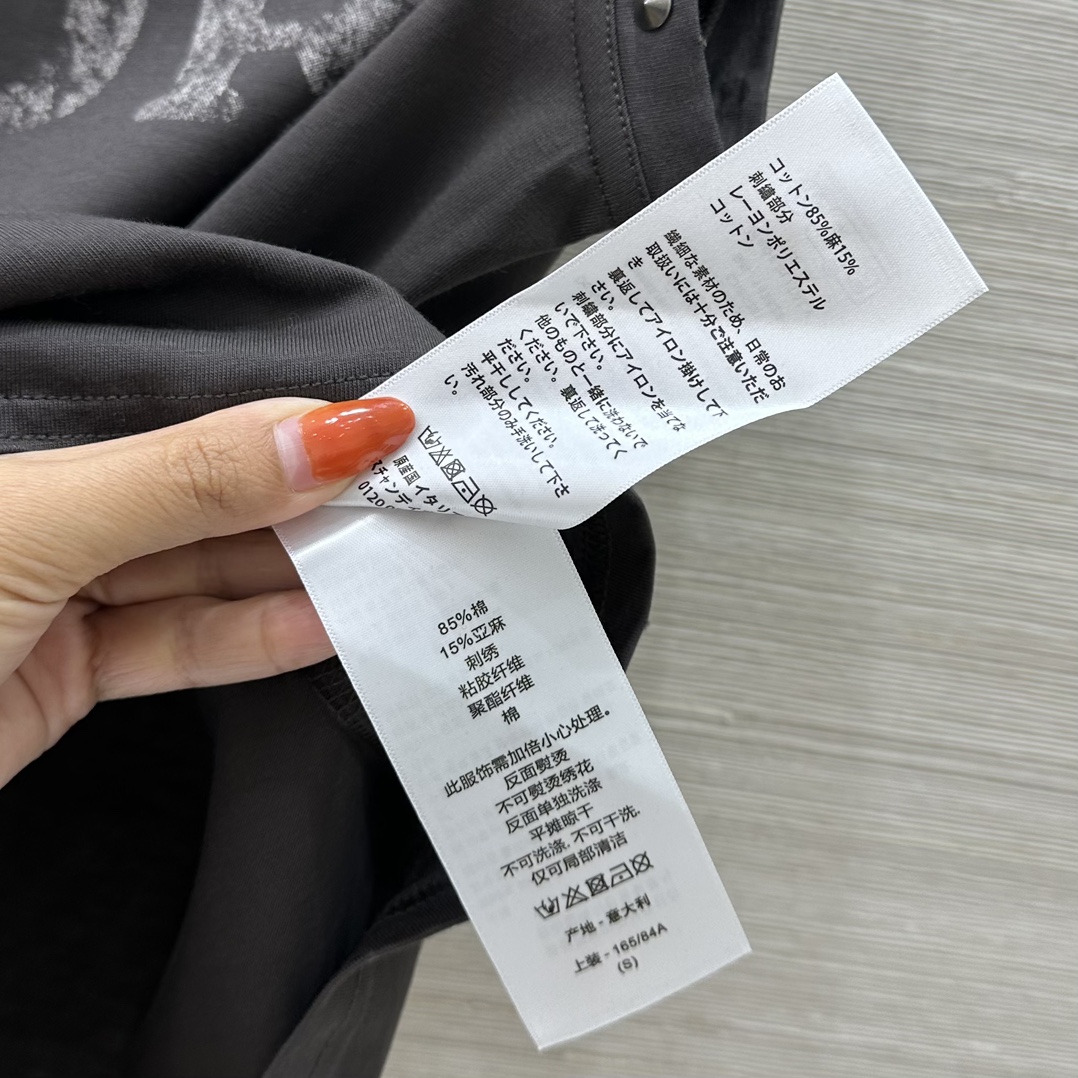 コットン85%麻15%
刺繍部分
レーヨンポリエステル
コットン
繊細な素材のため、日常のお
取扱いには十分ご注意いただ
き
裏返してアイロン掛けして下
さい。
刺繍部分にアイロンを当てな
いで下さい。
他のものと一緒に洗わないで
ください。裏返して洗ってく
ださい。
平干ししてください。
汚れ部分のみ手洗いして下さ
い。
原産国 イタリ
0120
85%棉
15%亚麻
刺绣
粘胶纤维
聚酯纤维
棉
此服饰需加倍小心处理。
反面熨烫
不可熨烫绣花
反面单独洗涤
平摊晾干
不可洗涤, 不可干洗.
仅可局部清洁
产地 - 意大利
上装 - 165/84A
(S)